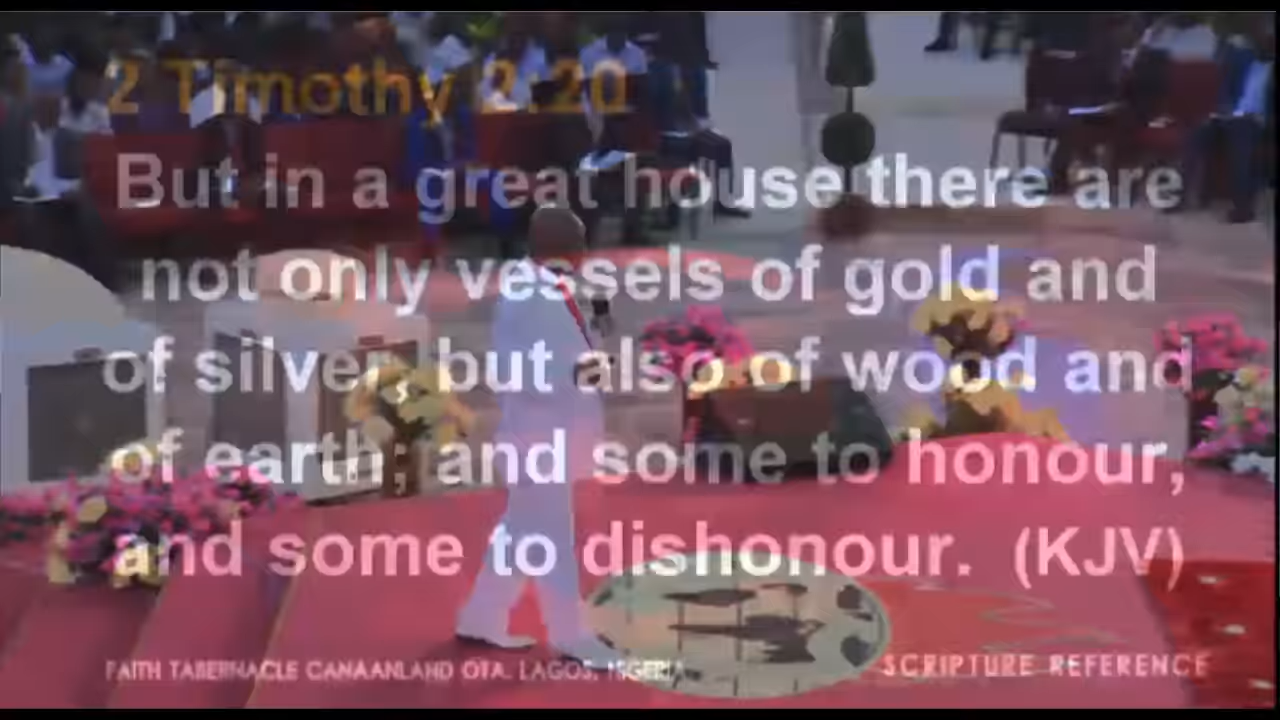 2 Timothy 2:20
But in a great house there are
not only vessels of gold and
of silver, but also of wood and
of earth; and some to honour,
and some to dishonour. (KJV)
FAITH TABERNACLE CANAANLAND OTA. LAGOS, NIGERIA
SCRIPTURE REFERENCE